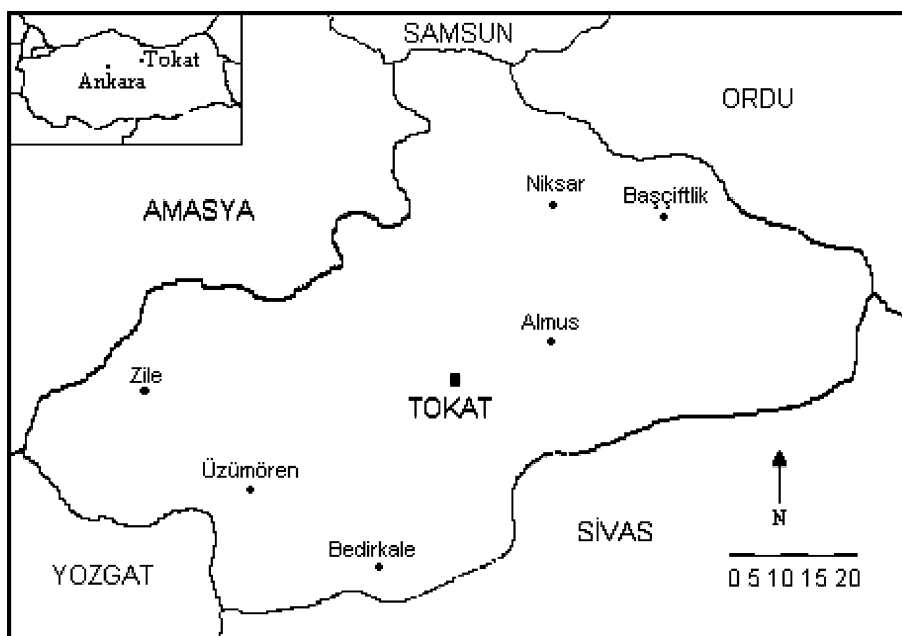 SAMSUN
Tokat
Ankara
ORDU
Niksar
Başçiftlik
AMASYA
Almus
Zile
TOKAT
Üzümören
N
SİVAS
Bedirkale
YOZGAT
0 5 10 15 20